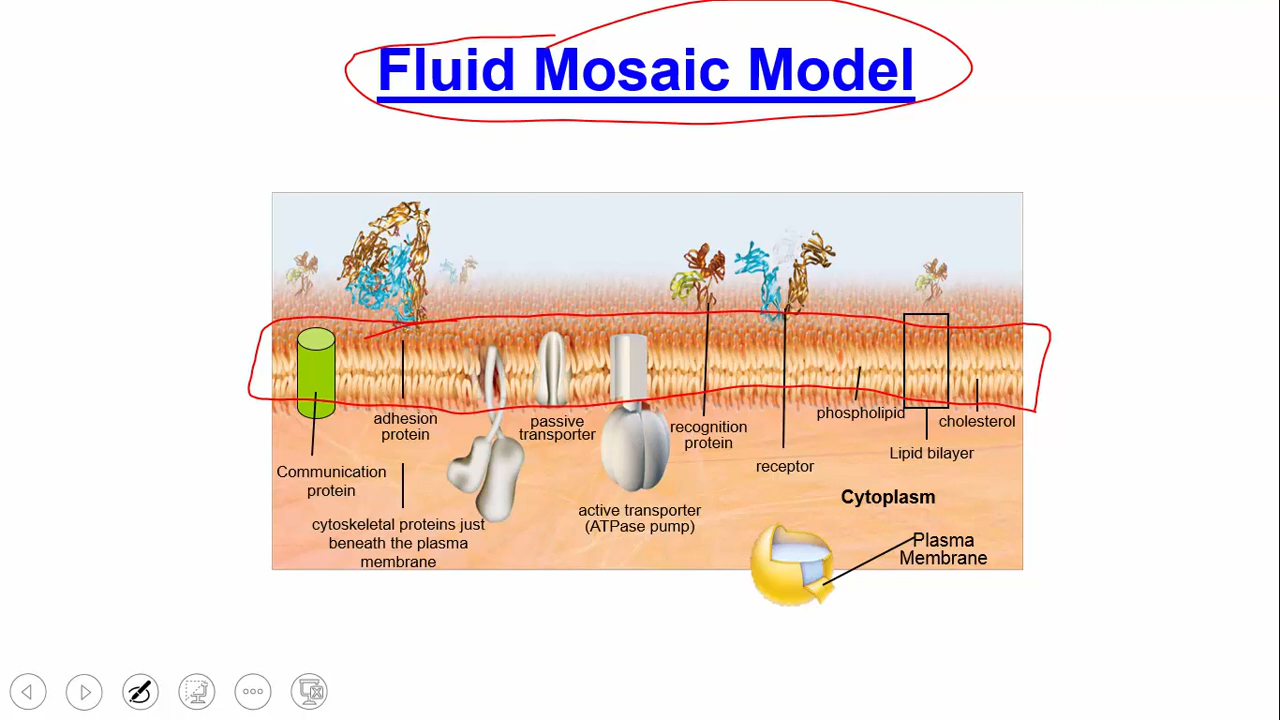 Fluid Mosaic Model
adhesion
protein
passive
transporter
recognition
protein
phospholipid
cholesterol
Lipid bilayer
receptor
Communication
protein
Cytoplasm
active transporter
(ATPase pump)
cytoskeletal proteins just
beneath the plasma
membrane
Plasma
Membrane